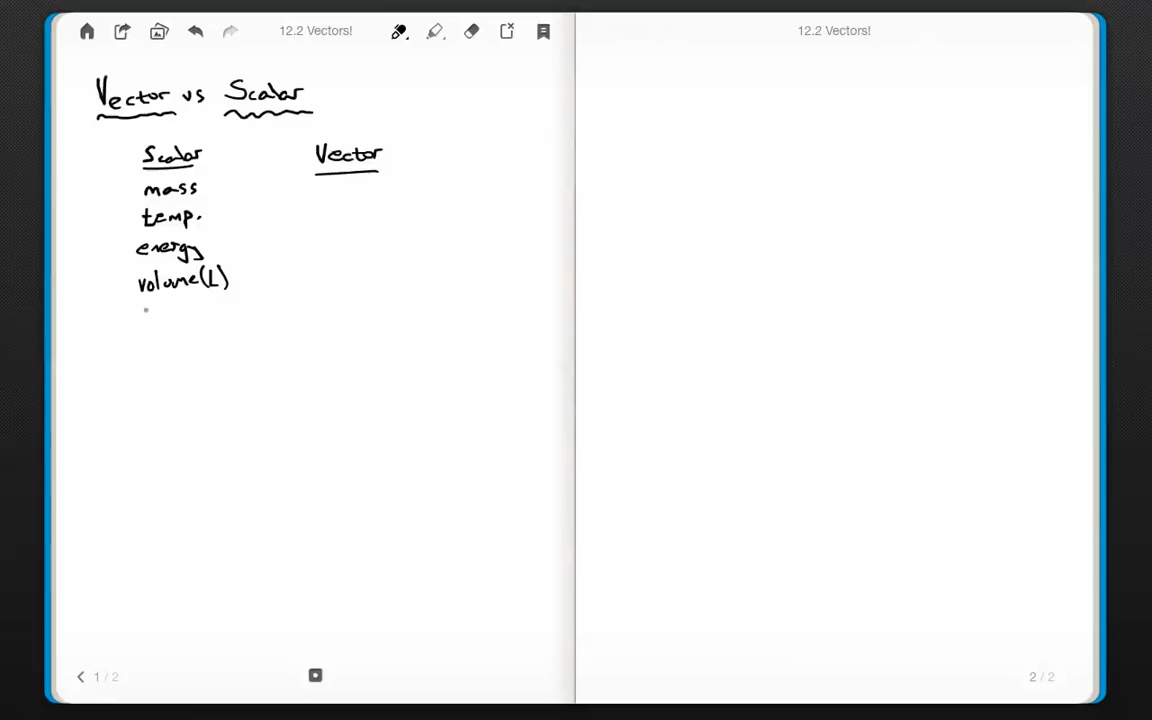 12.2 Vectors!
12.2 Vectors!
Vector vs Scalar
Scalar Vector
mass
temp.
energy
volume(L)
1 / 2
2 / 2